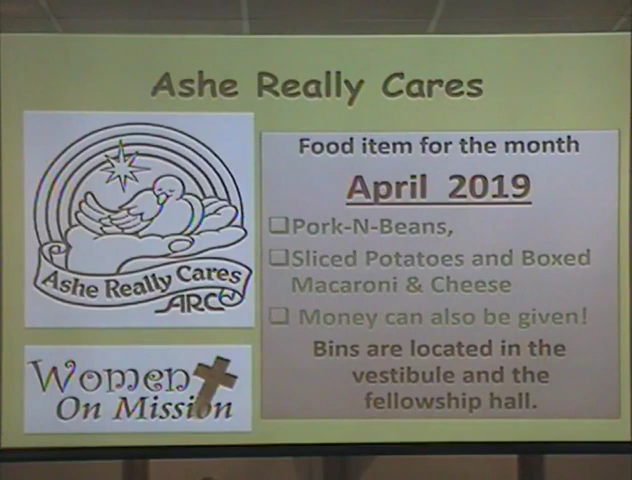 Ashe Really Cares
Food item for the month
April 2019
Pork-N-Beans,
Sliced Potatoes and Boxed
Macaroni & Cheese
Money can also be given!
Bins are located in the
vestibule and the
fellowship hall.
Ashe Really Cares
ARC
Women
On Mission